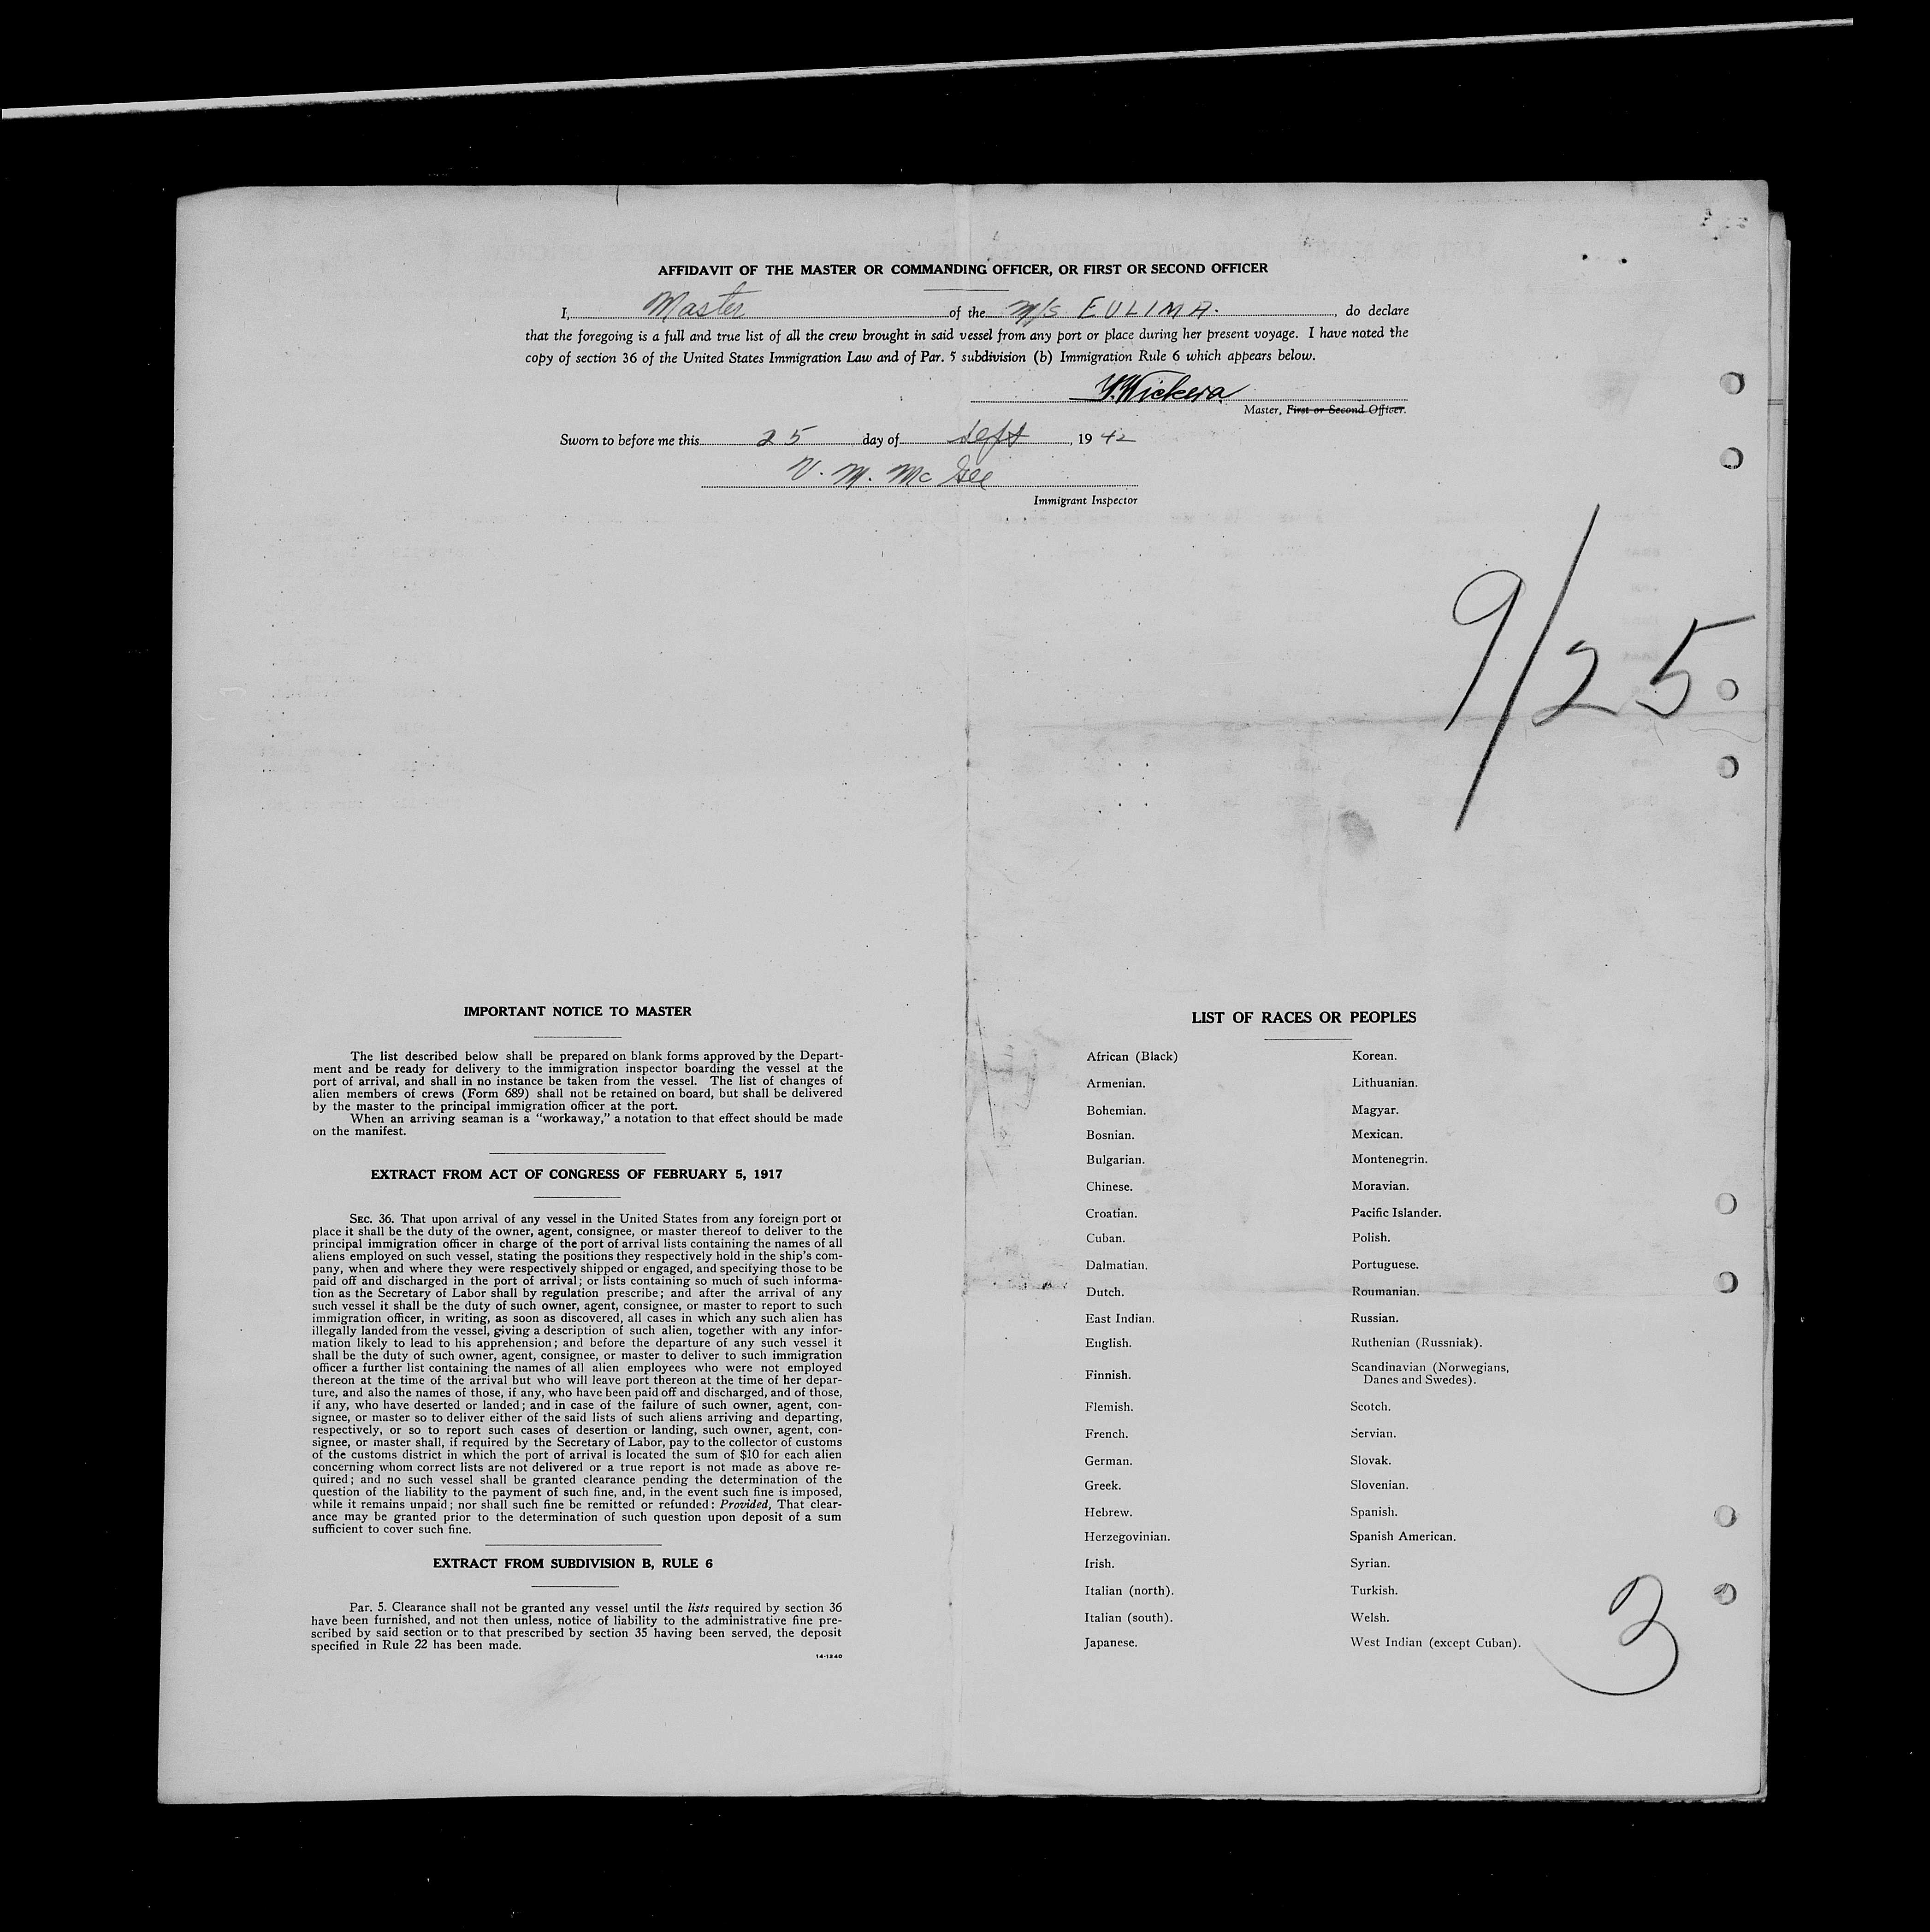 AFFIDAVIT OF THE MASTER OR COMMANDING OFFICER, OR FIRST OR SECOND OFFICER
I, Master of the M/S EULIMA. , do declare
that the foregoing is a full and true list of all the crew brought in said vessel from any port or place during her present voyage. I have noted the
copy of section 36 of the United States Immigration Law and of Par. 5 subdivision (b) Immigration Rule 6 which appears below.
Master, First or Second Officer.
Sworn to before me this 25 day of Sept , 19 42
V. M. McGee
Immigrant Inspector
9/25
IMPORTANT NOTICE TO MASTER
The list described below shall be prepared on blank forms approved by the Depart-
ment and be ready for delivery to the immigration inspector boarding the vessel at the
port of arrival, and shall in no instance be taken from the vessel. The list of changes of
alien members of crews (Form 689) shall not be retained on board, but shall be delivered
by the master to the principal immigration officer at the port.
When an arriving seaman is a "workaway," a notation to that effect should be made
on the manifest.
EXTRACT FROM ACT OF CONGRESS OF FEBRUARY 5, 1917
SEC. 36. That upon arrival of any vessel in the United States from any foreign port or
place it shall be the duty of the owner, agent, consignee, or master thereof to deliver to the
principal immigration officer in charge of the port of arrival lists containing the names of all
aliens employed on such vessel, stating the positions they respectively hold in the ship's com-
pany, when and where they were respectively shipped or engaged, and specifying those to be
paid off and discharged in the port of arrival; or lists containing so much of such informa-
tion as the Secretary of Labor shall by regulation prescribe; and after the arrival of any
such vessel it shall be the duty of such owner, agent, consignee, or master to report to such
immigration officer, in writing, as soon as discovered, all cases in which any such alien has
illegally landed from the vessel, giving a description of such alien, together with any infor-
mation likely to lead to his apprehension; and before the departure of any such vessel it
shall be the duty of such owner, agent, consignee, or master to deliver to such immigration
officer a further list containing the names of all alien employees who were not employed
thereon at the time of the arrival but who will leave port thereon at the time of her depar-
ture, and also the names of those, if any, who have been paid off and discharged, and of those,
if any, who have deserted or landed; and in case of the failure of such owner, agent, con-
signee, or master so to deliver either of the said lists of such aliens arriving and departing,
respectively, or so to report such cases of desertion or landing, such owner, agent, con-
signee, or master shall, if required by the Secretary of Labor, pay to the collector of customs
of the customs district in which the port of arrival is located the sum of $10 for each alien
concerning whom correct lists are not delivered or a true report is not made as above re-
quired; and no such vessel shall be granted clearance pending the determination of the
question of the liability to the payment of such fine, and, in the event such fine is imposed,
while it remains unpaid; nor shall such fine be remitted or refunded: Provided, That clear-
ance may be granted prior to the determination of such question upon deposit of a sum
sufficient to cover such fine.
EXTRACT FROM SUBDIVISION B, RULE 6
Par. 5. Clearance shall not be granted any vessel until the lists required by section 36
have been furnished, and not then unless, notice of liability to the administrative fine pre-
scribed by said section or to that prescribed by section 35 having been served, the deposit
specified in Rule 22 has been made.
14-1240
LIST OF RACES OR PEOPLES
African (Black)
Armenian.
Bohemian.
Bosnian.
Bulgarian.
Chinese.
Croatian.
Cuban.
Dalmatian.
Dutch.
East Indian.
English.
Finnish.
Flemish.
French.
German.
Greek.
Hebrew.
Herzegovinian.
Irish.
Italian (north).
Italian (south).
Japanese.
Korean.
Lithuanian.
Magyar.
Mexican.
Montenegrin.
Moravian.
Pacific Islander.
Polish.
Portuguese.
Roumanian.
Russian.
Ruthenian (Russniak).
Scandinavian (Norwegians,
Danes and Swedes).
Scotch.
Servian.
Slovak.
Slovenian.
Spanish.
Spanish American.
Syrian.
Turkish.
Welsh.
West Indian (except Cuban).
3